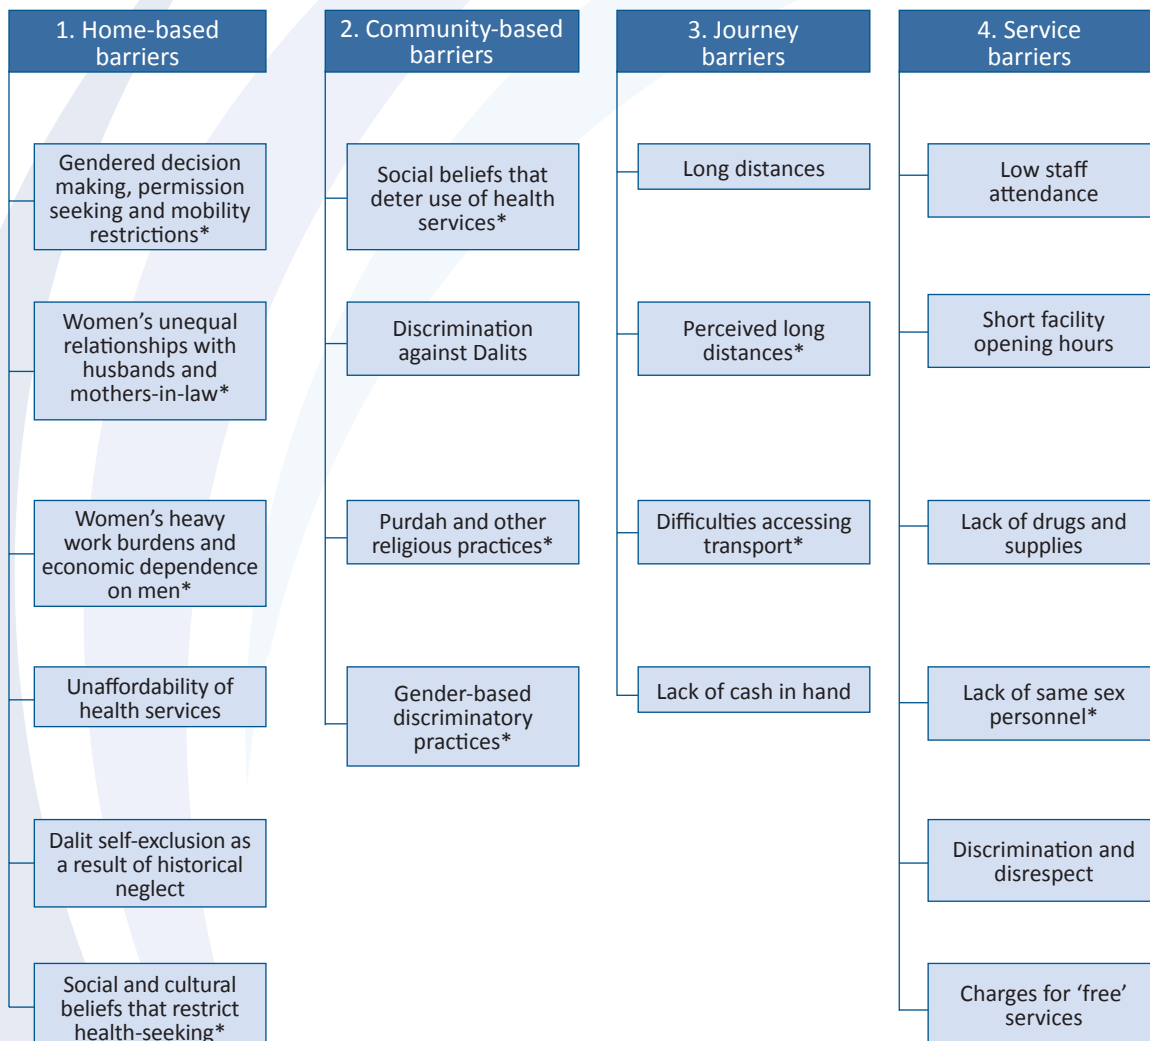 1. Home-based
barriers
Gendered decision
making, permission
seeking and mobility
restrictions*
Women’s unequal
relationships with
husbands and
mothers-in-law*
Women’s heavy
work burdens and
economic dependence
on men*
Unaffordability of
health services
Dalit self-exclusion as
a result of historical
neglect
Social and cultural
beliefs that restrict
health-seeking*
2. Community-based
barriers
Social beliefs that
deter use of health
services*
Discrimination
against Dalits
Purdah and other
religious practices*
Gender-based
discriminatory
practices*
3. Journey
barriers
Long distances
Perceived long
distances*
Difficulties accessing
transport*
Lack of cash in hand
4. Service
barriers
Low staff
attendance
Short facility
opening hours
Lack of drugs and
supplies
Lack of same sex
personnel*
Discrimination and
disrespect
Charges for ‘free’
services